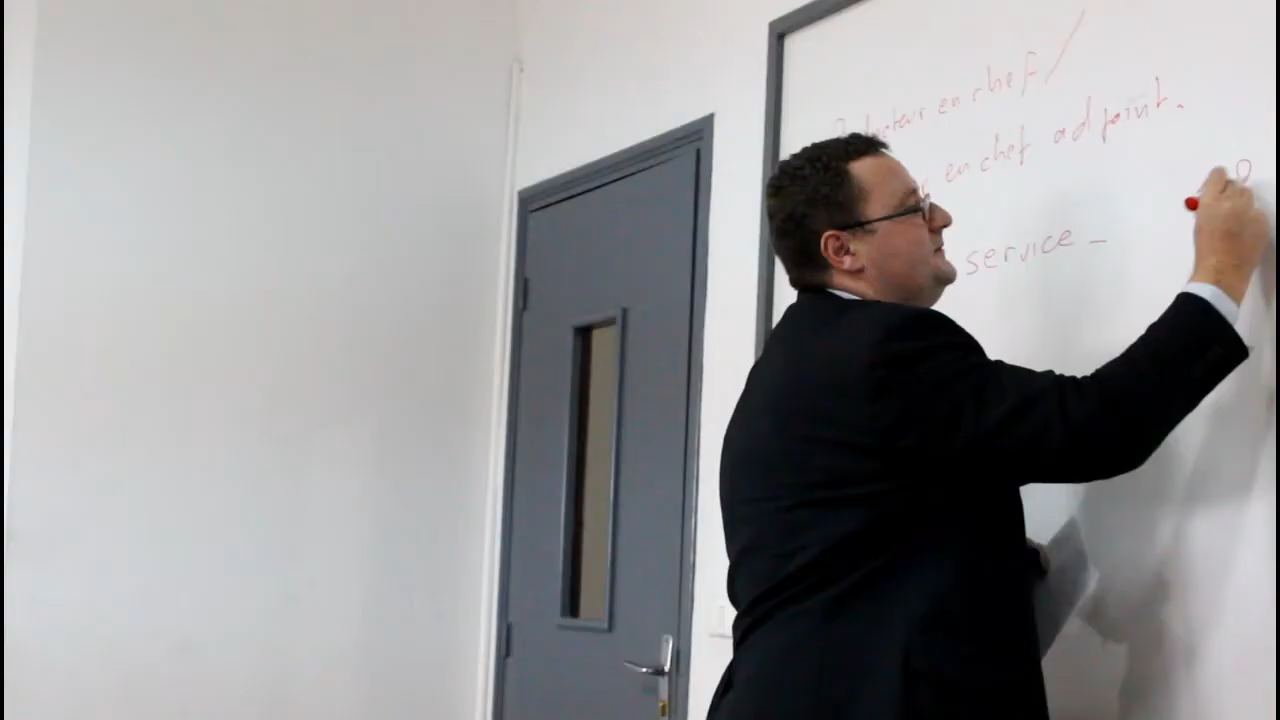 Rédacteur en chef /
en chef adjoint.
service -